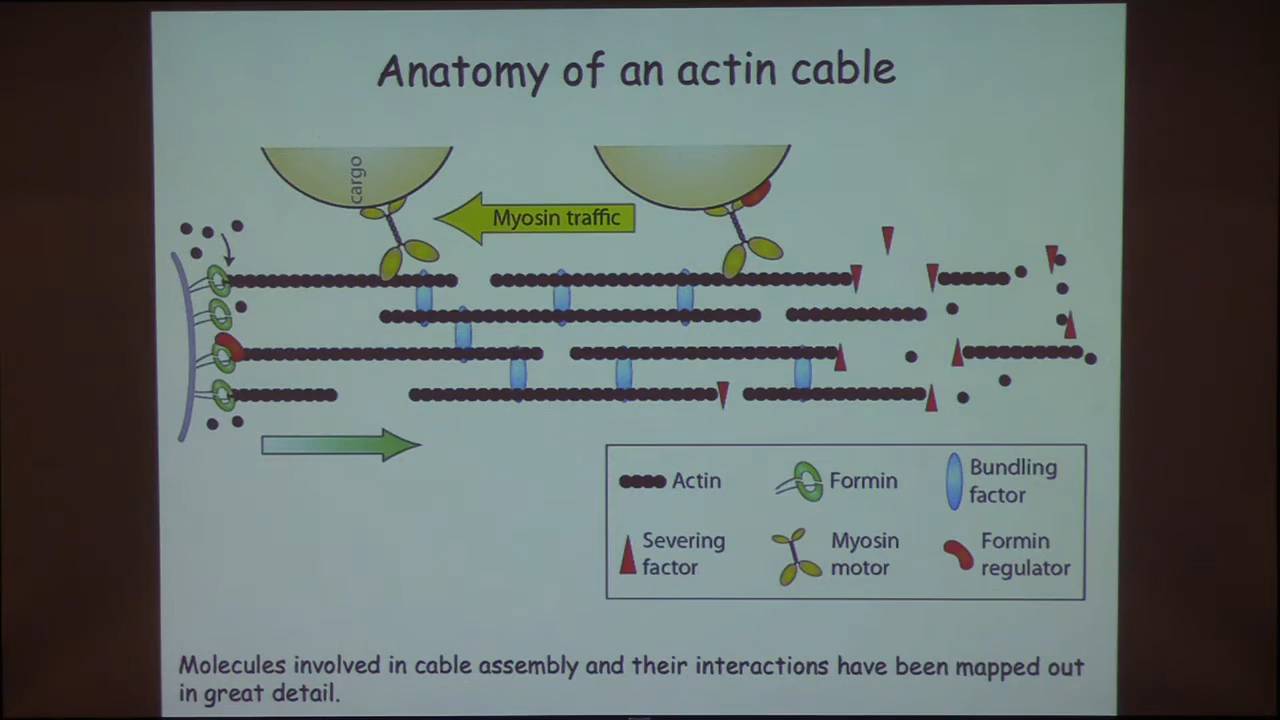 Anatomy of an actin cable
cargo
Myosin traffic
Actin
Formin
Bundling
factor
Severing
factor
Myosin
motor
Formin
regulator
Molecules involved in cable assembly and their interactions have been mapped out
in great detail.